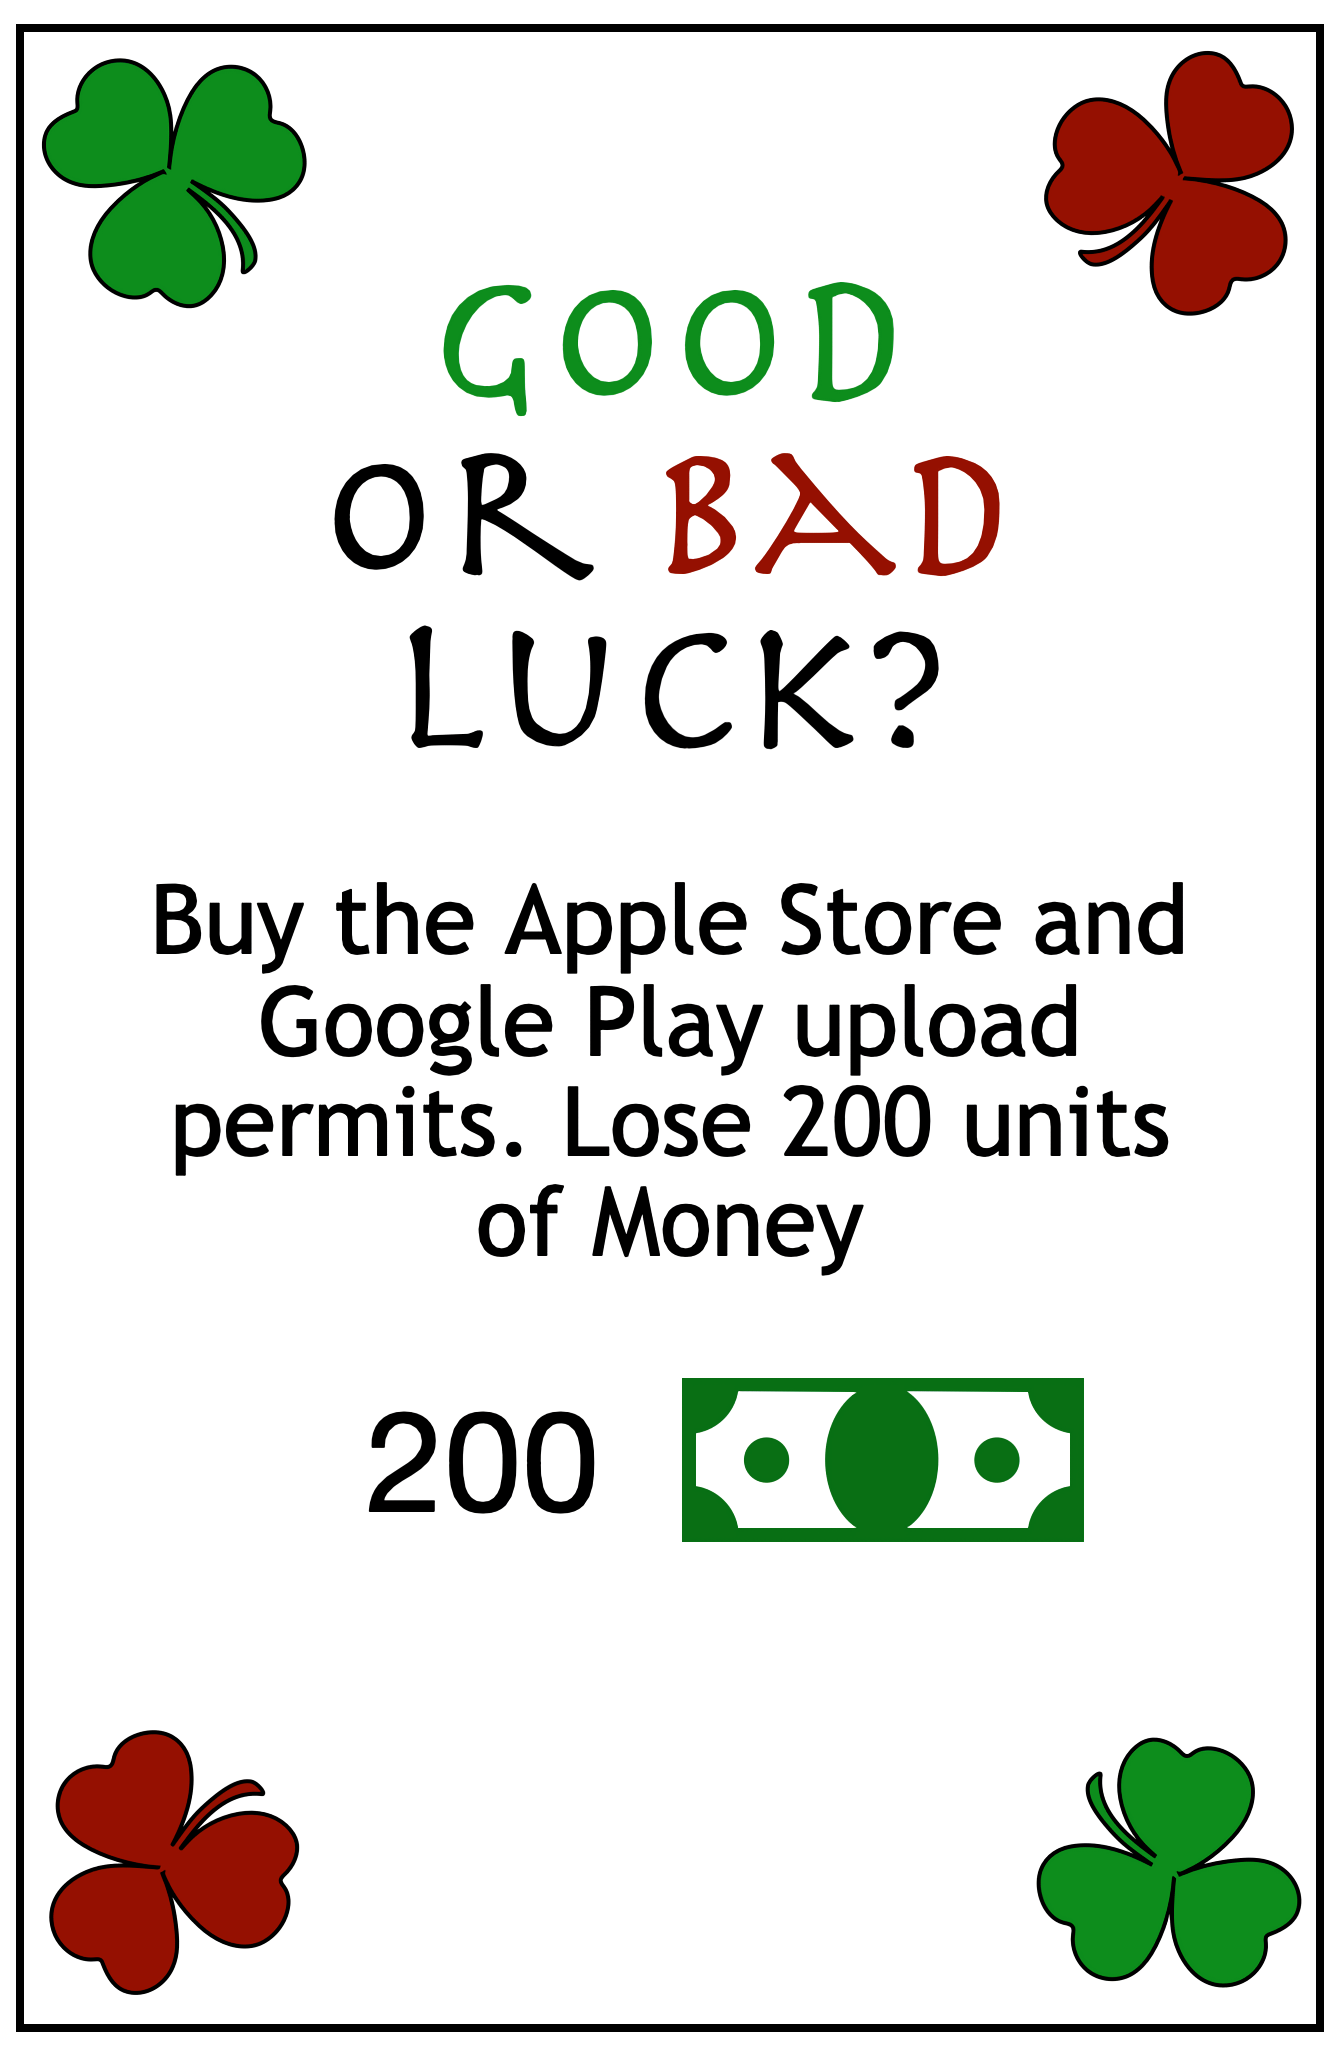 GOOD
OR BAD
LUCK?
Buy the Apple Store and
Google Play upload
permits. Lose 200 units
of Money
200